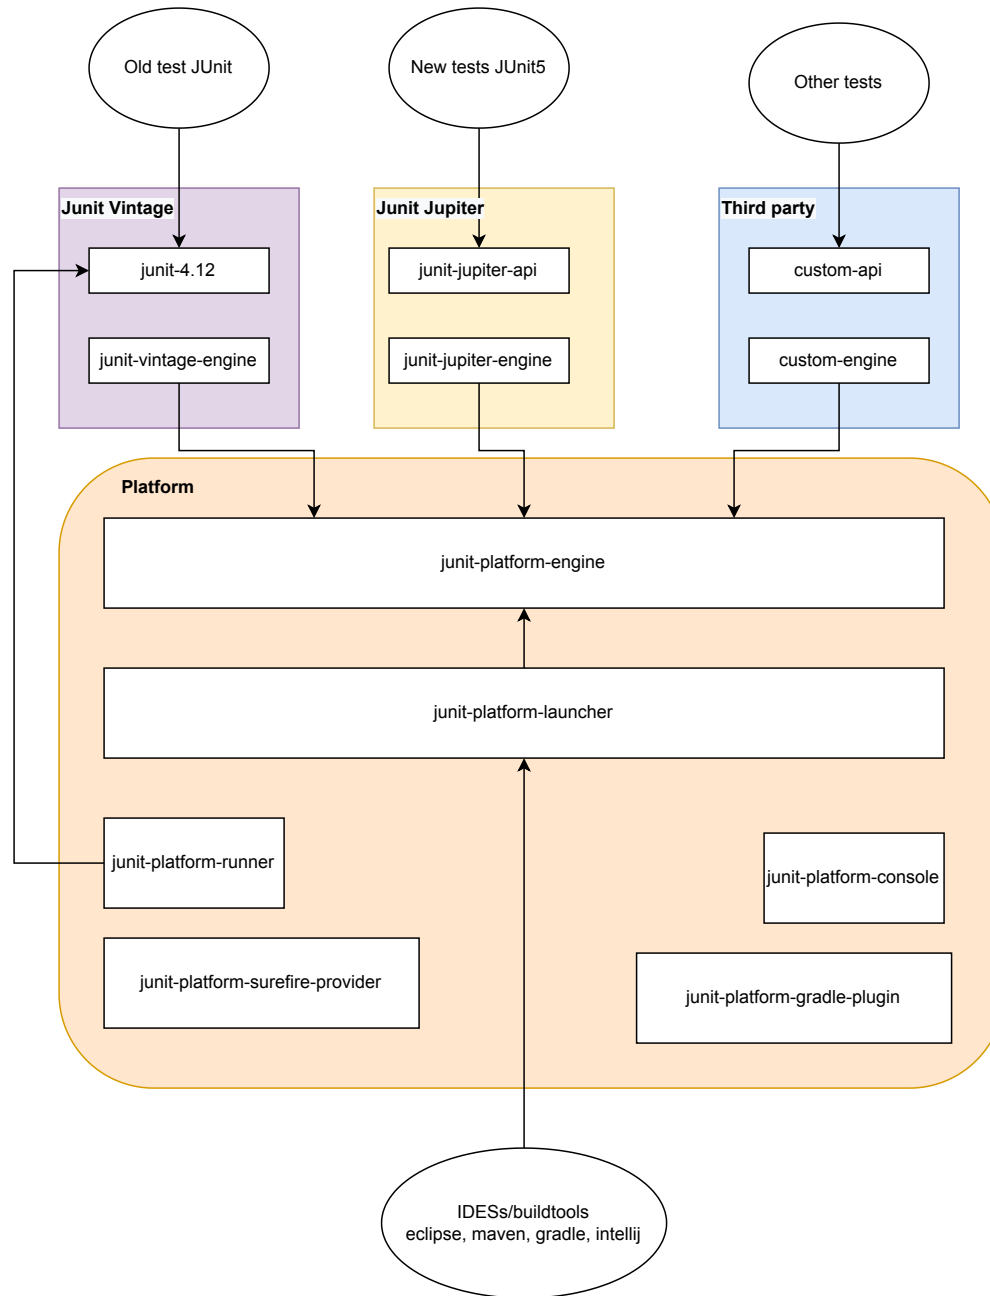 Old test JUnit
New tests JUnit5
Other tests
Junit Vintage
Junit Jupiter
Third party
junit-4.12
junit-jupiter-api
custom-api
junit-vintage-engine
junit-jupiter-engine
custom-engine
Platform
junit-platform-engine
junit-platform-launcher
junit-platform-runner
junit-platform-console
junit-platform-surefire-provider
junit-platform-gradle-plugin
IDESs/buildtools
eclipse, maven, gradle, intellij